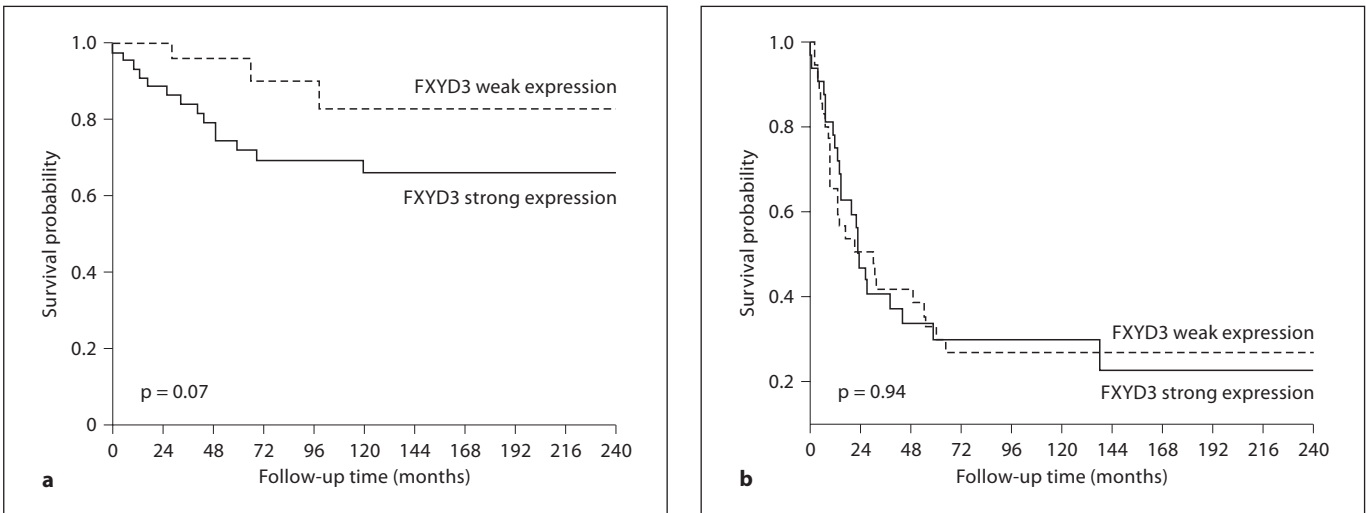 1.0
0.8
0.6
0.4
0.2
0
Survival probability
FXYD3 weak expression
FXYD3 strong expression
p = 0.07
0 24 48 72 96 120 144 168 192 216 240
Follow-up time (months)
a
1.0
0.8
0.6
0.4
0.2
Survival probability
FXYD3 weak expression
FXYD3 strong expression
p = 0.94
0 24 48 72 96 120 144 168 192 216 240
Follow-up time (months)
b